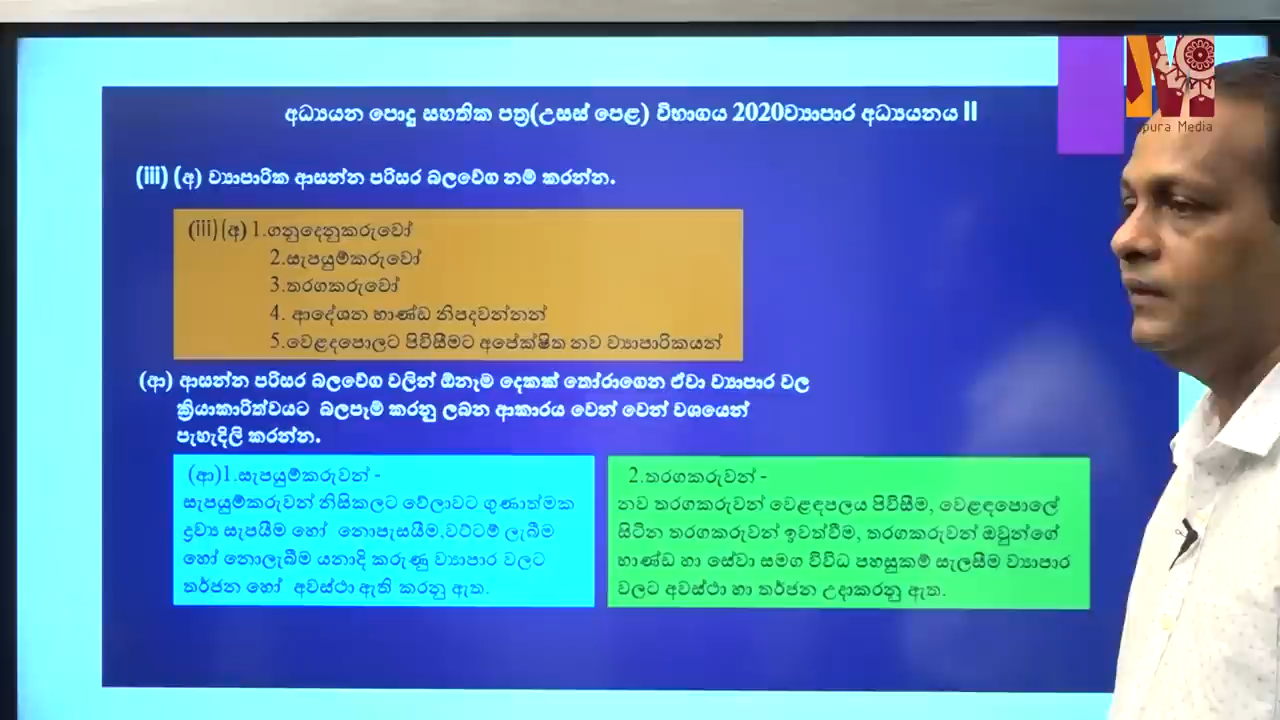 අධ්‍යයන පොදු සහතික පත්‍ර(උසස් පෙළ) විභාගය 2020ව්‍යාපාර අධ්‍යයනය II
(iii) (අ) ව්‍යාපාරික ආසන්න පරිසර බලවේග නම් කරන්න.
(iii)(අ) 1.ගනුදෙනුකරුවෝ
2.සැපයුම්කරුවෝ
3.තරගකරුවෝ
4. ආදේශන භාණ්ඩ නිපදවන්නන්
5.වෙළදපොලට පිවිසීමට අපේක්ෂිත නව ව්‍යාපාරිකයන්
(ආ) ආසන්න පරිසර බලවේග වලින් ඕනෑම දෙකක් තෝරාගෙන ඒවා ව්‍යාපාර වල
ක්‍රියාකාරිත්වයට බලපෑම් කරනු ලබන ආකාරය වෙන් වෙන් වශයෙන්
පැහැදිලි කරන්න.
(ආ)1.සැපයුම්කරුවන් -
සැපයුම්කරුවන් නිසිකලට වේලාවට ගුණාත්මක
ද්‍රව්‍ය සැපයීම හෝ නොපැසයීම,වට්ටම් ලැබීම
හෝ නොලැබීම යනාදි කරුණු ව්‍යාපාර වලට
තර්ජන හෝ අවස්ථා ඇති කරනු ඇත.
2.තරගකරුවන් -
නව තරගකරුවන් වෙළඳපලය පිවිසීම, වෙළඳපොලේ
සිටින තරගකරුවන් ඉවත්වීම, තරගකරුවන් ඔවුන්ගේ
භාණ්ඩ හා සේවා සමග විවිධ පහසුකම් සැලසීම ව්‍යාපාර
වලට අවස්ථා හා තර්ජන උදාකරනු ඇත.
pura Media